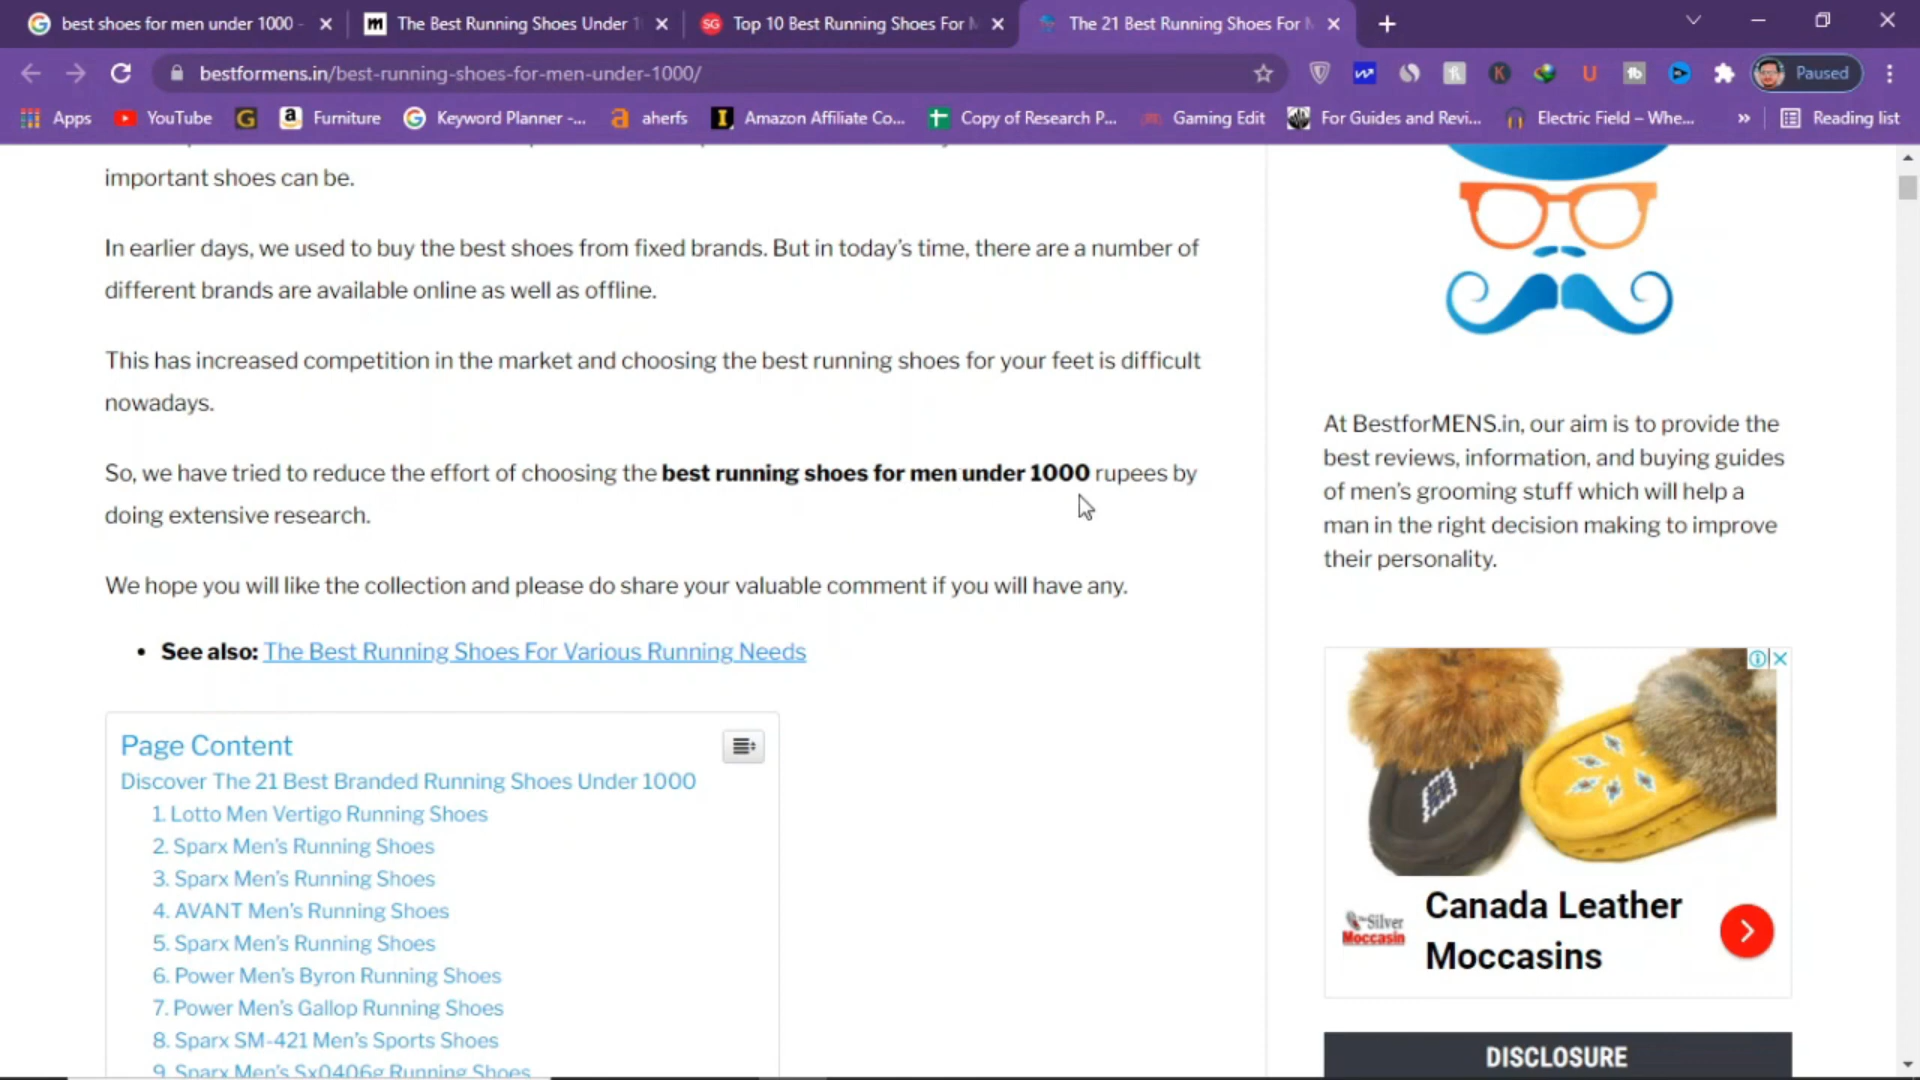 best shoes for men under 1000 -
The Best Running Shoes Under 1
SG
Top 10 Best Running Shoes For M
The 21 Best Running Shoes For M
bestformens.in/best-running-shoes-for-men-under-1000/
Paused
Apps
YouTube
Furniture
Keyword Planner -...
aherfs
Amazon Affiliate Co...
Copy of Research P...
Gaming Edit
For Guides and Revi...
Electric Field – Whe...
Reading list
important shoes can be.
In earlier days, we used to buy the best shoes from fixed brands. But in today's time, there are a number of
different brands are available online as well as offline.
This has increased competition in the market and choosing the best running shoes for your feet is difficult
nowadays.
So, we have tried to reduce the effort of choosing the best running shoes for men under 1000 rupees by
doing extensive research.
We hope you will like the collection and please do share your valuable comment if you will have any.
• See also: The Best Running Shoes For Various Running Needs
Page Content
Discover The 21 Best Branded Running Shoes Under 1000
1. Lotto Men Vertigo Running Shoes
2. Sparx Men's Running Shoes
3. Sparx Men's Running Shoes
4. AVANT Men's Running Shoes
5. Sparx Men's Running Shoes
6. Power Men's Byron Running Shoes
7. Power Men's Gallop Running Shoes
8. Sparx SM-421 Men's Sports Shoes
9. Sparx Men's Sx0406g Running Shoes
At BestforMENS.in, our aim is to provide the
best reviews, information, and buying guides
of men's grooming stuff which will help a
man in the right decision making to improve
their personality.
Silver
Moccasin
Canada Leather
Moccasins
DISCLOSURE